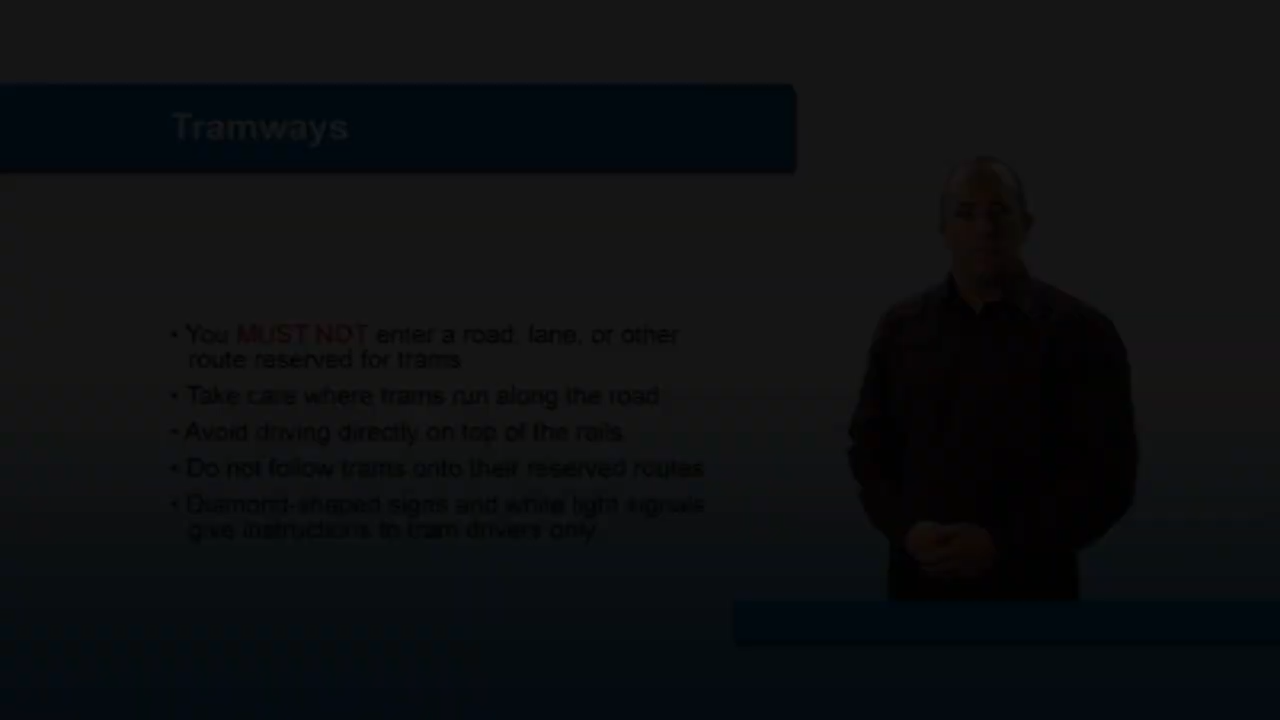 Tramways
• You MUST NOT enter a road, lane, or other
route reserved for trams
• Take care where trams run along the road
• Avoid driving directly on top of the rails
• Do not follow trams onto their reserved routes
• Diamond-shaped signs and white light signals
give instructions to tram drivers only